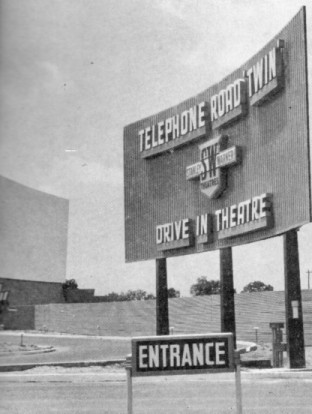 TELEPHONE ROAD 'TWIN'
DRIVE IN THEATRE
ENTRANCE